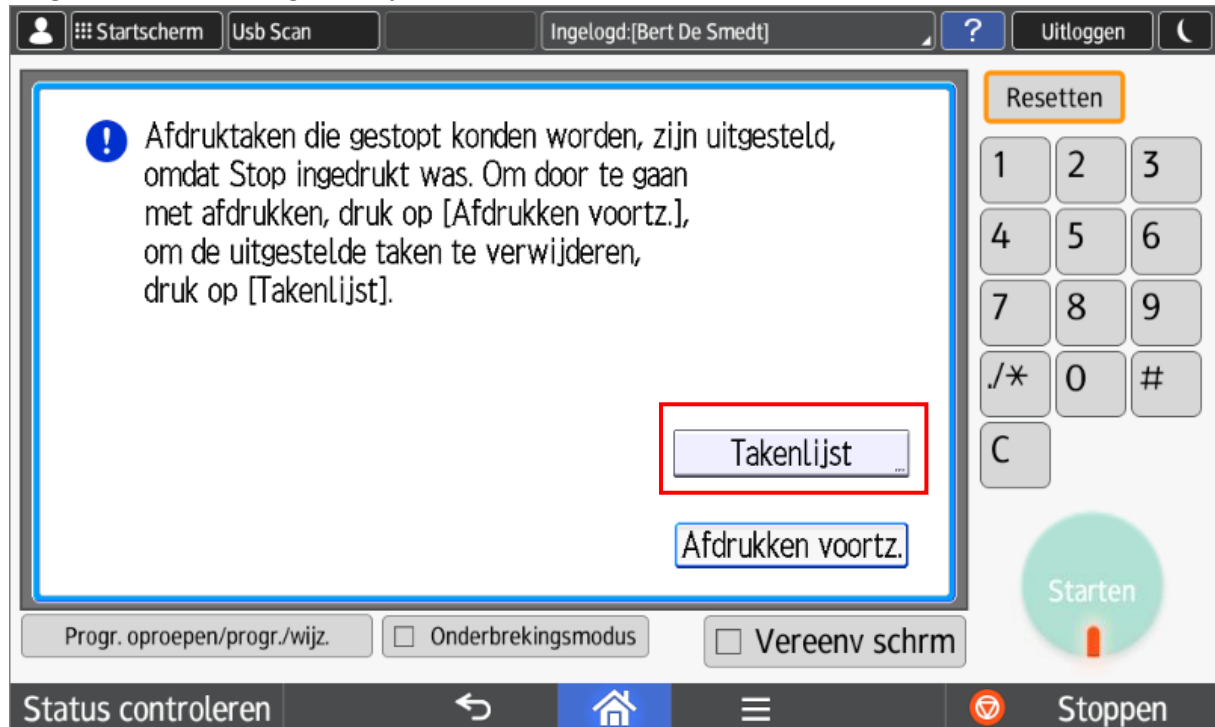 Startscherm
Usb Scan
Ingelogd:[Bert De Smedt]
?
Uitloggen
Afdruktaken die gestopt konden worden, zijn uitgesteld,
omdat Stop ingedrukt was. Om door te gaan
met afdrukken, druk op [Afdrukken voortz.],
om de uitgestelde taken te verwijderen,
druk op [Takenlijst].
Takenlijst
Afdrukken voortz.
Resetten
1 2 3
4 5 6
7 8 9
./* 0 #
C
Starten
Progr. oproepen/progr./wijz.
Onderbrekingsmodus
Vereenv schrm
Status controleren
Stoppen